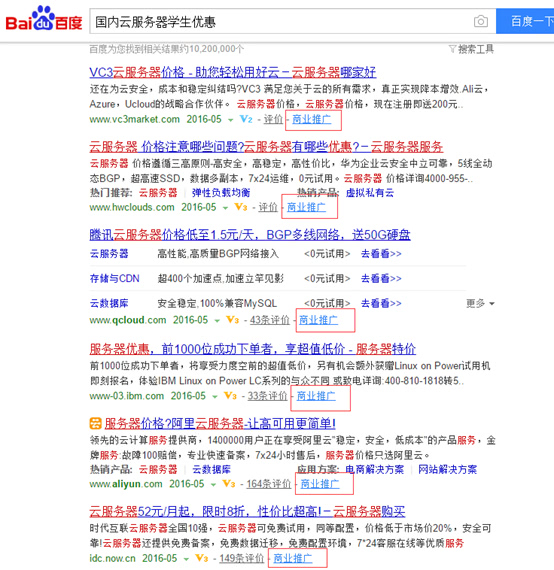 Bai du 百度 国内云服务器学生优惠 百度一下
百度为您找到相关结果约10,200,000个 搜索工具
VC3云服务器价格 - 助您轻松用好云－云服务器哪家好
还在为云安全，成本和稳定纠结吗?VC3 满足您关于云的所有需求，真正实现降本增效.Ali云，
Azure，Ucloud的战略合作伙伴。 云服务器价格，云服务器价格，现在注册即送200元..
www.vc3market.com 2016-05 V2 - 评价 - 商业推广
云服务器 价格注意哪些问题?云服务器有哪些优惠?－云服务器服务
云服务器 价格遵循三高原则-高安全，高稳定，高性价比，华为企业云安全中立可靠，5线全动
态BGP，超高速SSD，数据多副本，7x24运维，0元试用。 云服务器 价格详询4000-955-..
热门推荐: 云服务器 | 弹性负载均衡 热销产品: 虚拟私有云
www.hwclouds.com 2016-05 V3 - 评价 - 商业推广
腾讯云服务器价格低至1.5元/天，BGP多线网络，送50G硬盘
云服务器 高性能,高质量BGP网络接入 <0元试用> 去看看>>
存储与CDN 超400个加速点,加速立竿见影 <0元试用> 去看看>>
云数据库 安全稳定,100%兼容MySQL <0元试用> 去看看>> 更多
www.qcloud.com 2016-05 V3 - 43条评价 - 商业推广
服务器优惠，前1000位成功下单者，享超值低价 - 服务器特价
前1000位成功下单者，将享受力度空前的超值低价，另有机会额外获赠Linux on Power试用机
即刻报名，体验IBM Linux on Power LC系列的与众不同 或致电详询:400-810-1818转5..
www-03.ibm.com 2016-05 V3 - 33条评价 - 商业推广
服务器价格?阿里云服务器-让高可用更简单!
领先的云计算服务提供商，1400000用户正在享受阿里云"稳定，安全，低成本"的产品服务，金
牌服务:故障100赔偿，专业快速备案，7x24小时售后，服务器价格只选阿里云。
热销产品: 云服务器 | 云数据库 应用方案: 电商解决方案 | 网站解决方案
www.aliyun.com 2016-05 V3 - 164条评价 - 商业推广
云服务器52元/月起，限时8折，性价比超高!－云服务器购买
时代互联云服务器全国10强，云服务器可免费试用，同等配置，价格低于市场价20%，安全可
靠!云服务器还提供免费备案，免费数据迁移，免费配置环境，7*24客服在线等优质服务
idc.now.cn 2016-05 V3 - 149条评价 - 商业推广